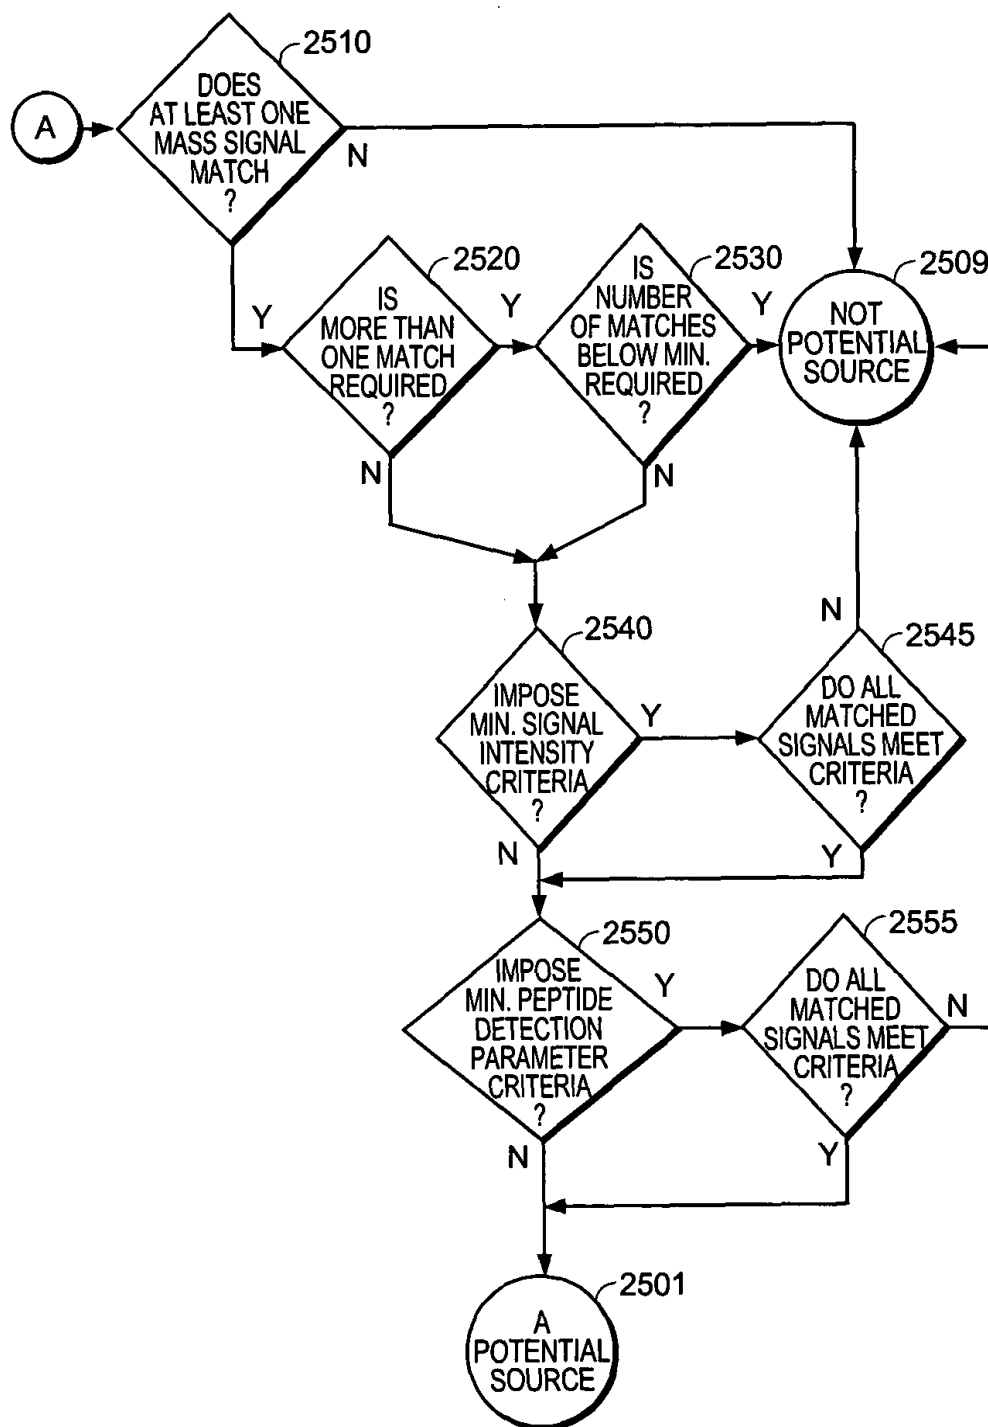 2510
DOES
AT LEAST ONE
MASS SIGNAL
MATCH
?
A
N
Y
2520
IS
MORE THAN
ONE MATCH
REQUIRED
?
Y
N
2530
IS
NUMBER
OF MATCHES
BELOW MIN.
REQUIRED
?
Y
N
2509
NOT
POTENTIAL
SOURCE
2540
IMPOSE
MIN. SIGNAL
INTENSITY
CRITERIA
?
Y
N
N
2545
DO ALL
MATCHED
SIGNALS MEET
CRITERIA
?
Y
2550
IMPOSE
MIN. PEPTIDE
DETECTION
PARAMETER
CRITERIA
?
Y
N
2555
DO ALL
MATCHED
SIGNALS MEET
CRITERIA
?
N
Y
2501
A
POTENTIAL
SOURCE